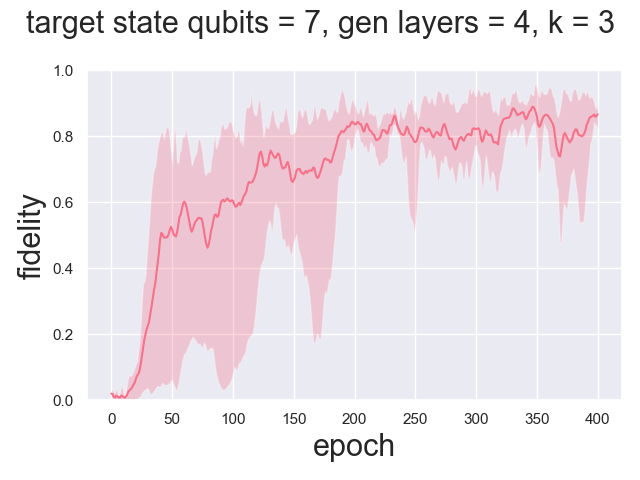 target state qubits = 7, gen layers = 4, k = 3
1.0
0.8
0.6
0.4
0.2
0.0
fidelity
0 50 100 150 200 250 300 350 400
epoch